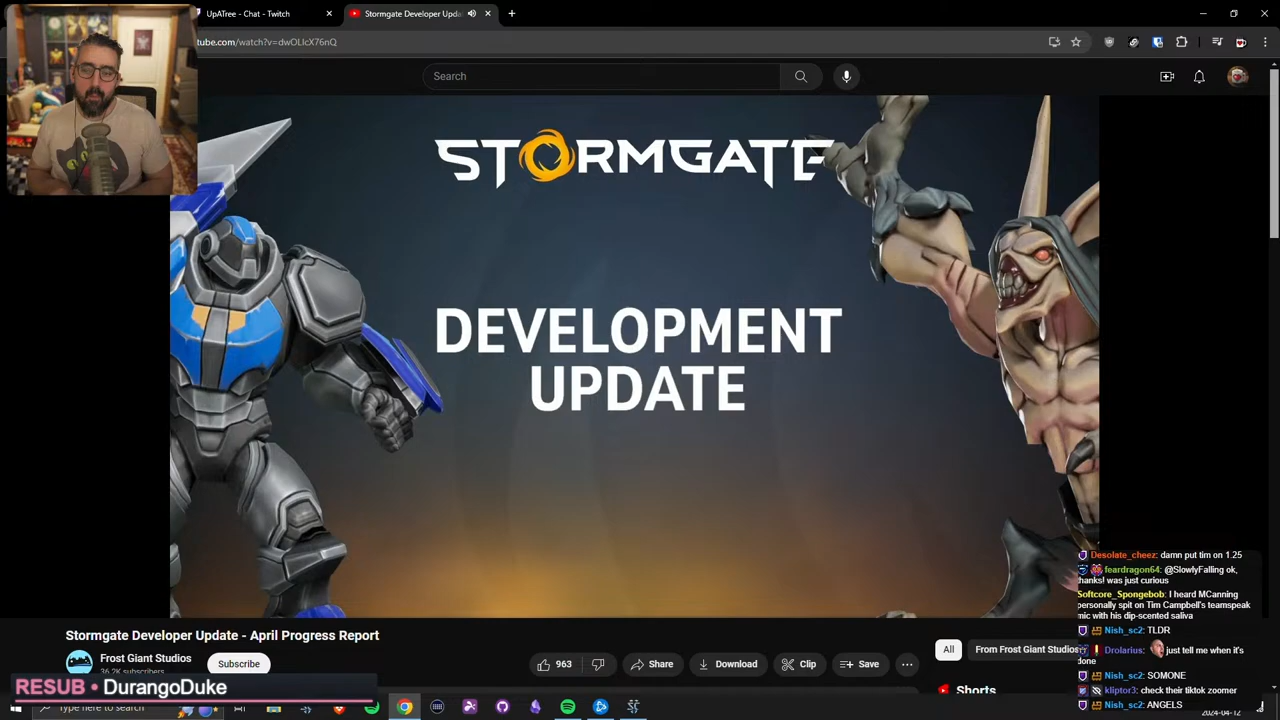 UpATree - Chat - Twitch
Stormgate Developer Upda
tube.com/watch?v=dwOLIcX76nQ
Search
STORMGATE
DEVELOPMENT
UPDATE
Desolate_cheez: damn put tim on 1.25
feardragon64: @SlowlyFalling ok,
thanks! was just curious
Softcore_Spongebob: I heard MCanning
personally spit on Tim Campbell's teamspeak
mic with his dip-scented saliva
Nish_sc2: TLDR
Drolarius: just tell me when it's
done
Nish_sc2: SOMONE
kliptor3: check their tiktok zoomer
Nish_sc2: ANGELS
Stormgate Developer Update - April Progress Report
Frost Giant Studios
36.2K subscribers
Subscribe
963
Share
Download
Clip
Save
All
From Frost Giant Studios
Shorts
RESUB • DurangoDuke
Type here to search
2024-04-12